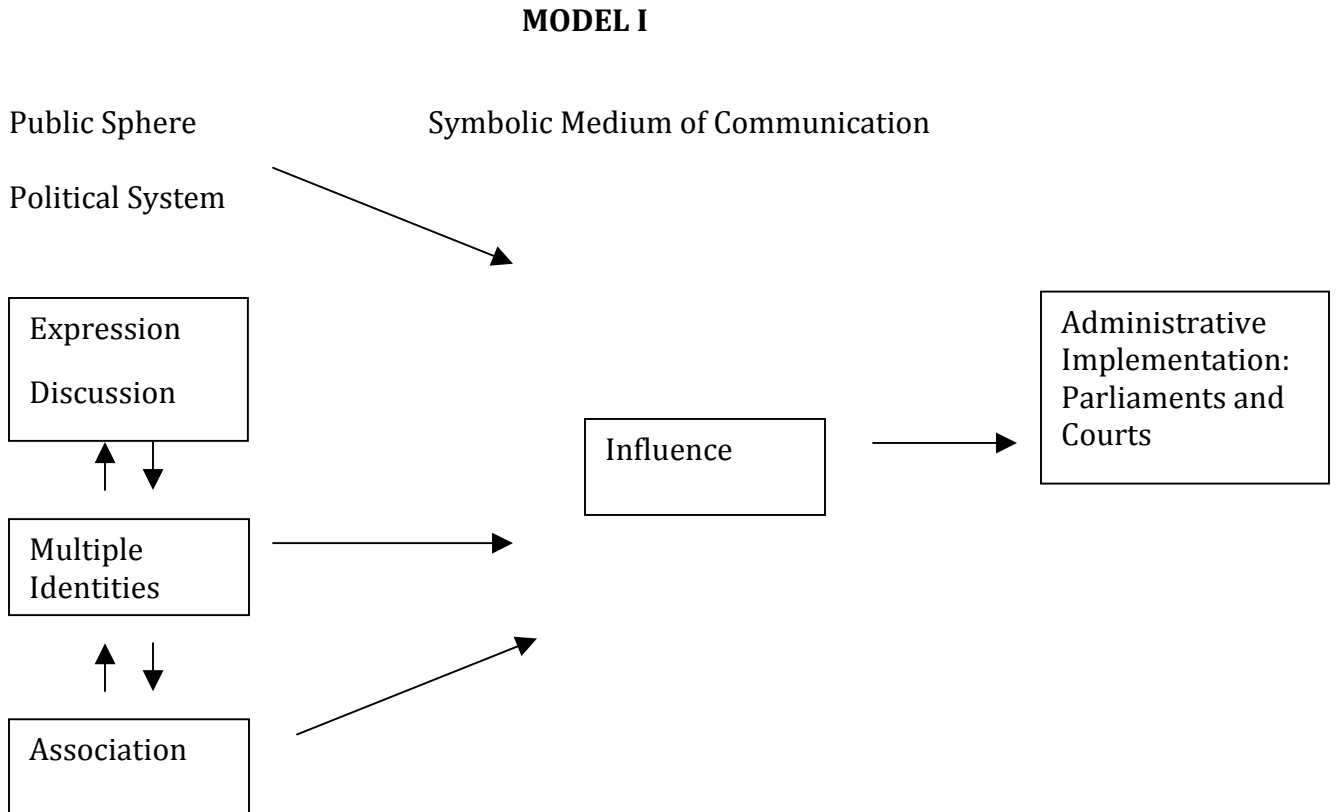 MODEL I
Public Sphere
Symbolic Medium of Communication
Political System
Expression
Discussion
Multiple
Identities
Association
Influence
Administrative
Implementation:
Parliaments and
Courts